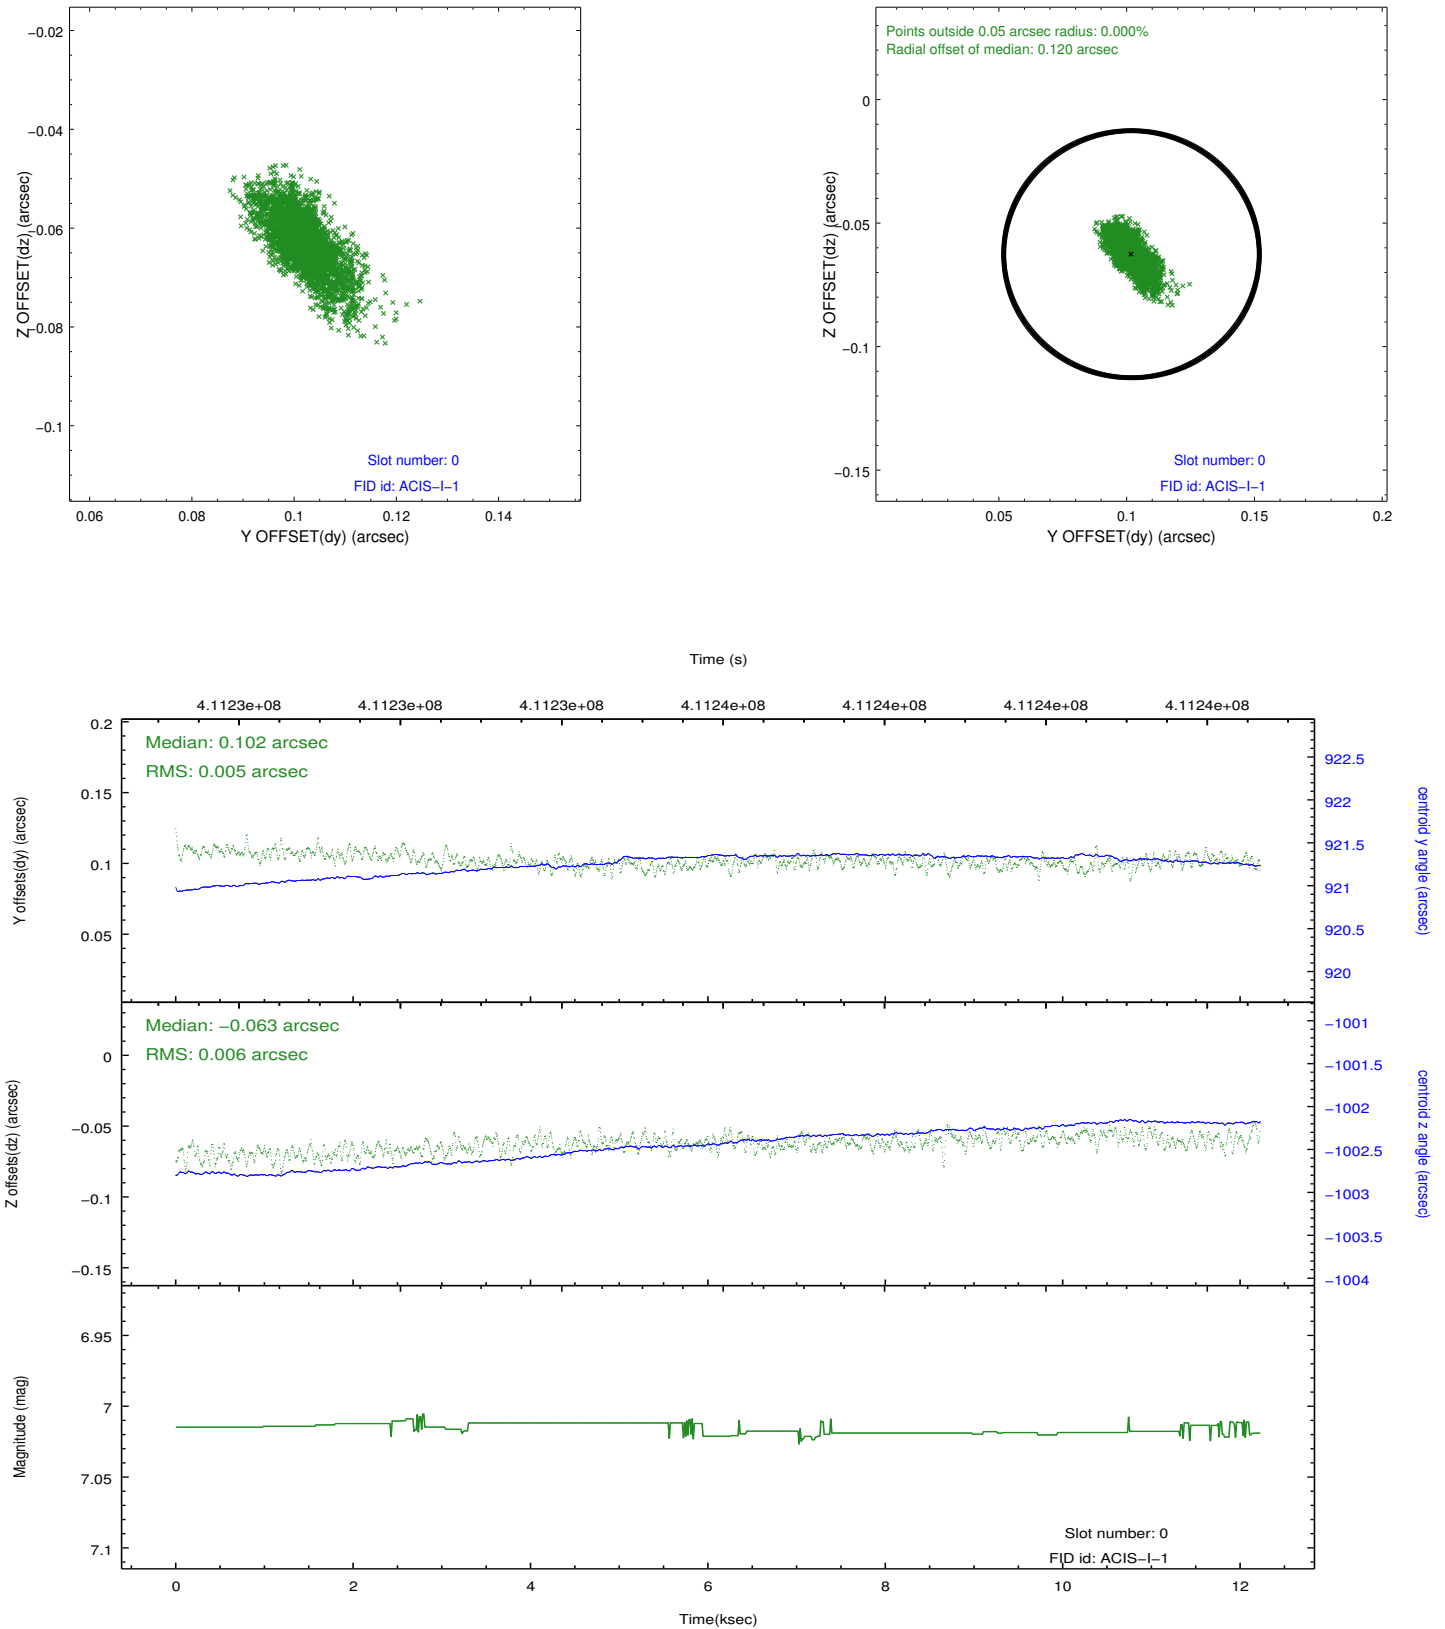 −0.02
−0.04
−0.06
−0.08
−0.1
Z OFFSET(dz) (arcsec)
Slot number: 0
FID id: ACIS−I−1
0.06
0.08
0.1
0.12
0.14
Y OFFSET(dy) (arcsec)
Points outside 0.05 arcsec radius: 0.000%
Radial offset of median: 0.120 arcsec
0
−0.05
−0.1
−0.15
Z OFFSET(dz) (arcsec)
Slot number: 0
FID id: ACIS−I−1
0.05
0.1
0.15
0.2
Y OFFSET(dy) (arcsec)
Time (s)
4.1123e+08
4.1123e+08
4.1123e+08
4.1124e+08
4.1124e+08
4.1124e+08
4.1124e+08
Median: 0.102 arcsec
RMS: 0.005 arcsec
0.2
0.15
0.1
0.05
Y offsets(dy) (arcsec)
922.5
922
921.5
921
920.5
920
centroid y angle (arcsec)
Median: −0.063 arcsec
RMS: 0.006 arcsec
0
−0.05
−0.1
−0.15
Z offsets(dz) (arcsec)
−1001
−1001.5
−1002
−1002.5
−1003
−1003.5
−1004
centroid z angle (arcsec)
6.95
7
7.05
7.1
Magnitude (mag)
Slot number: 0
FID id: ACIS−I−1
0
2
4
6
8
10
12
Time(ksec)